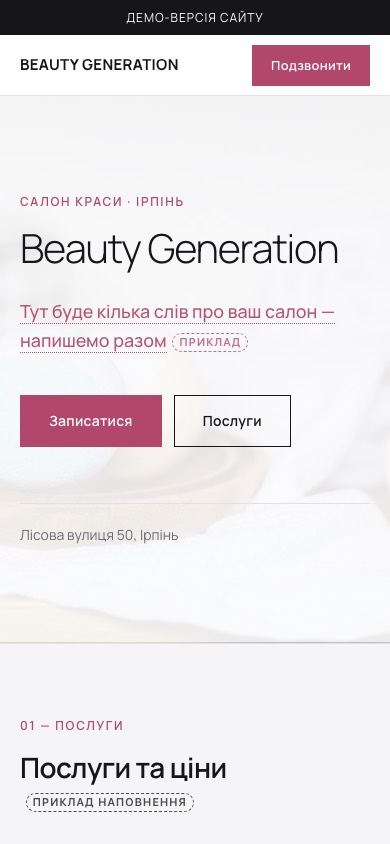 ДЕМО-ВЕРСІЯ САЙТУ
BEAUTY GENERATION
Подзвонити
САЛОН КРАСИ · ІРПІНЬ
Beauty Generation
Тут буде кілька слів про ваш салон —
напишемо разом ПРИКЛАД
Записатися
Послуги
Лісова вулиця 50, Ірпінь
01 — ПОСЛУГИ
Послуги та ціни
ПРИКЛАД НАПОВНЕННЯ